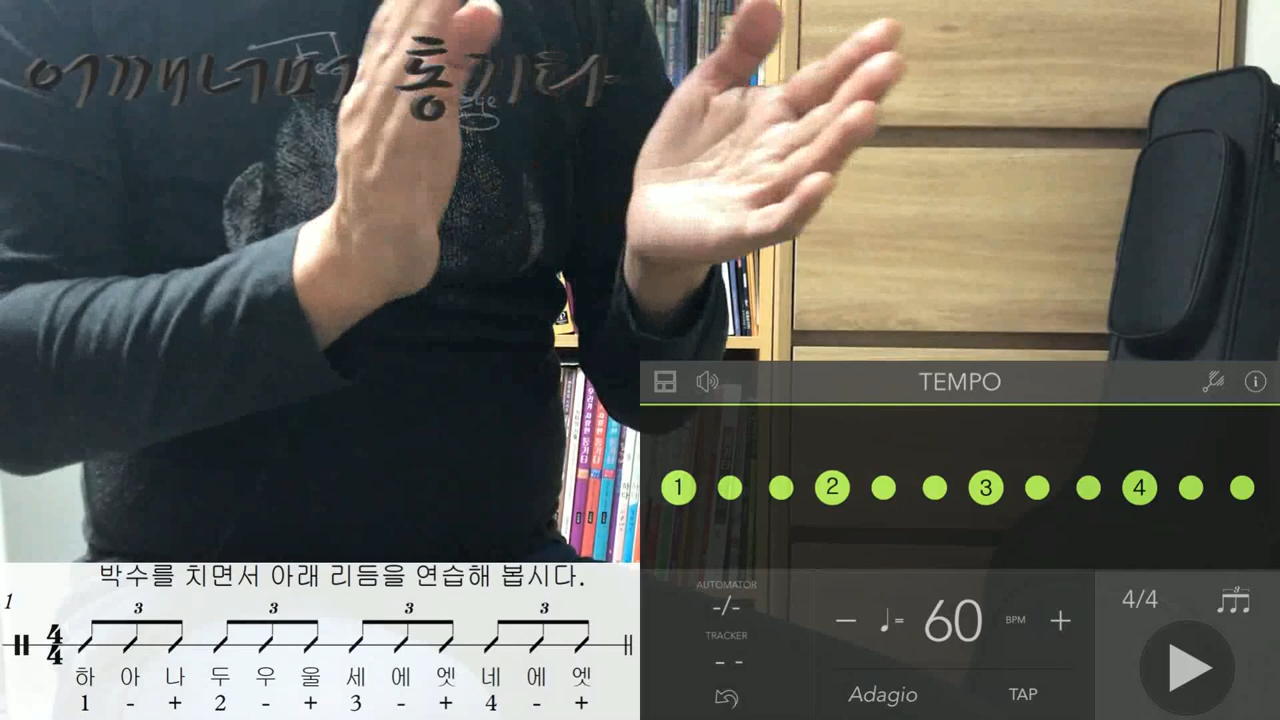 어깨너머 통기타
TEMPO
1 2 3 4
AUTOMATOR
-/-
TRACKER
- -
− ♩= 60 BPM +
Adagio
TAP
4/4
3
박수를 치면서 아래 리듬을 연습해 봅시다.
1
3 3 3 3
4/4
하 아 나 두 우 울 세 에 엣 네 에 엣
1 - + 2 - + 3 - + 4 - +